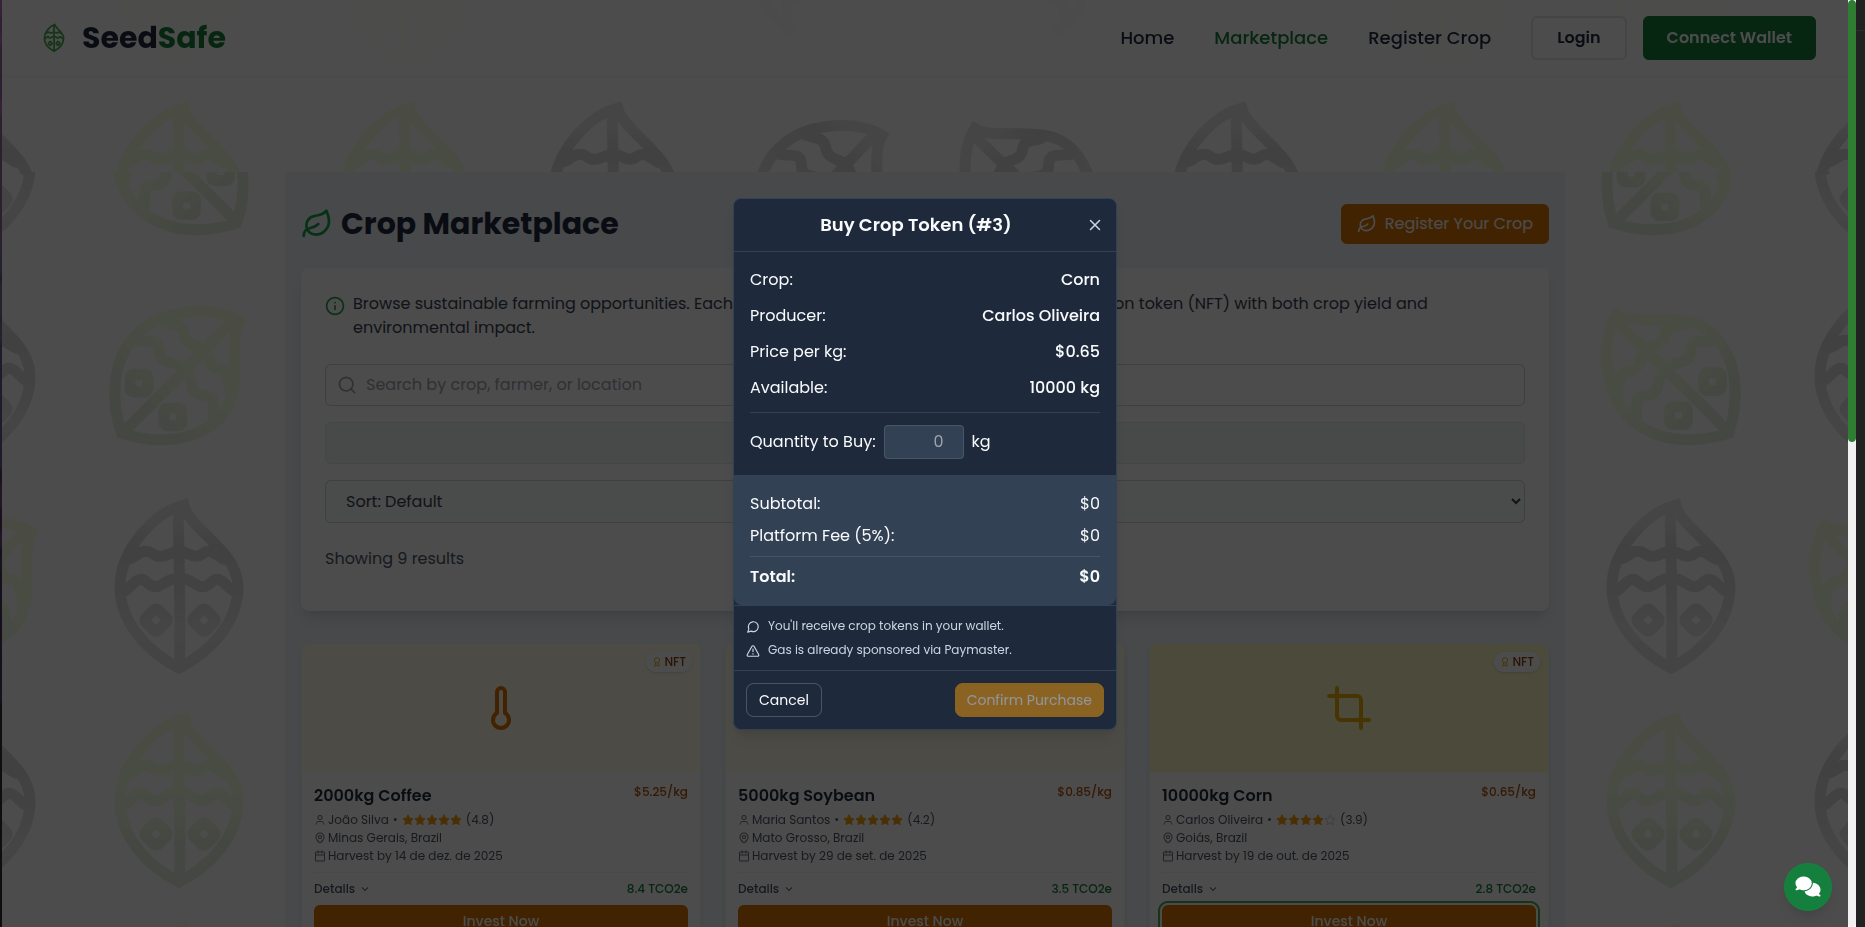 SeedSafe
Home
Marketplace
Register Crop
Login
Connect Wallet
Crop Marketplace
Register Your Crop
Browse sustainable farming opportunities. Each
on token (NFT) with both crop yield and
environmental impact.
Search by crop, farmer, or location
Sort: Default
Showing 9 results
Buy Crop Token (#3)
Crop: Corn
Producer: Carlos Oliveira
Price per kg: $0.65
Available: 10000 kg
Quantity to Buy: 0 kg
Subtotal: $0
Platform Fee (5%): $0
Total: $0
You'll receive crop tokens in your wallet.
Gas is already sponsored via Paymaster.
Cancel
Confirm Purchase
NFT
2000kg Coffee $5.25/kg
João Silva • (4.8)
Minas Gerais, Brazil
Harvest by 14 de dez. de 2025
Details 8.4 TCO2e
Invest Now
5000kg Soybean $0.85/kg
Maria Santos • (4.2)
Mato Grosso, Brazil
Harvest by 29 de set. de 2025
Details 3.5 TCO2e
Invest Now
NFT
10000kg Corn $0.65/kg
Carlos Oliveira • (3.9)
Goiás, Brazil
Harvest by 19 de out. de 2025
Details 2.8 TCO2e
Invest Now